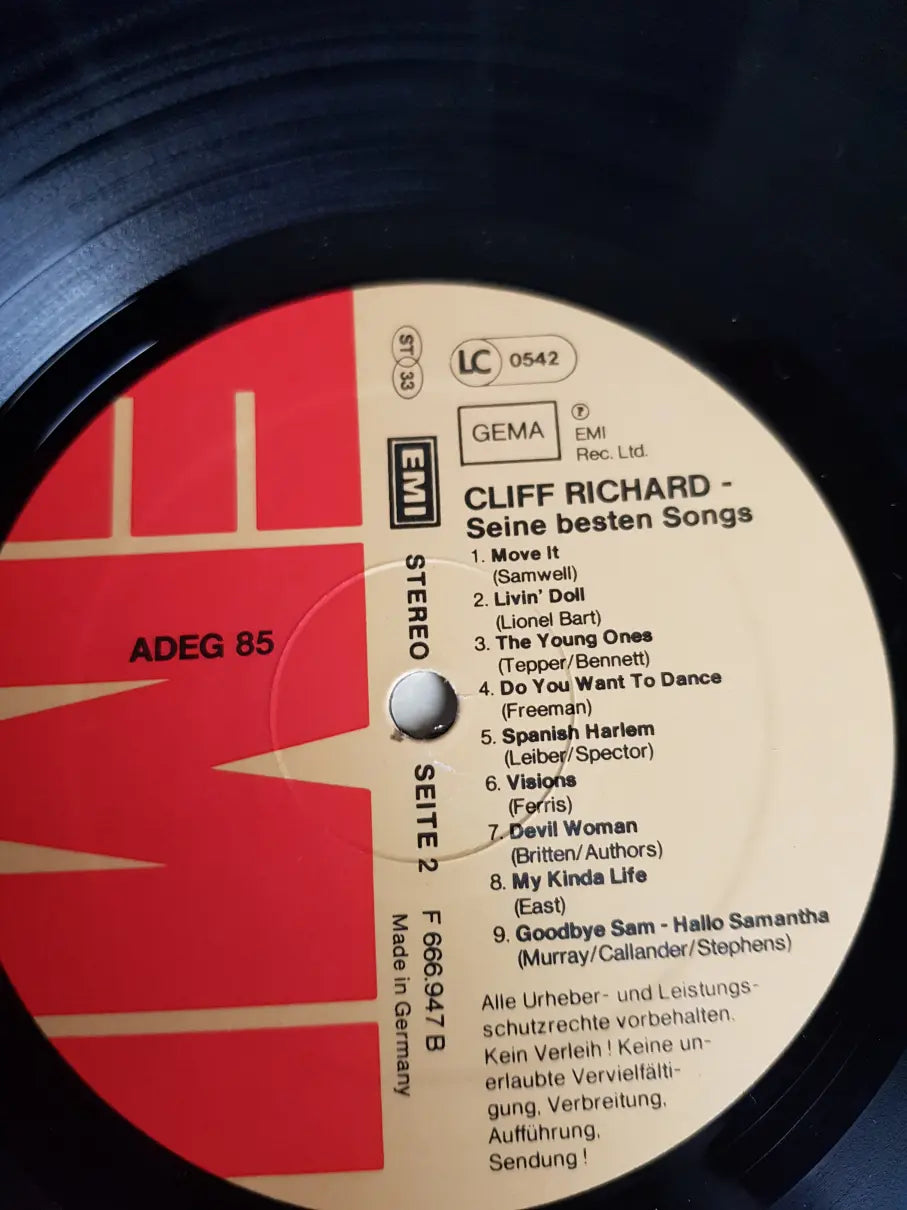 ST 33
LC 0542
GEMA
℗
EMI
Rec. Ltd.
EMI
CLIFF RICHARD -
Seine besten Songs
1. Move It
(Samwell)
2. Livin' Doll
(Lionel Bart)
3. The Young Ones
(Tepper/Bennett)
4. Do You Want To Dance
(Freeman)
5. Spanish Harlem
(Leiber/Spector)
6. Visions
(Ferris)
7. Devil Woman
(Britten/Authors)
8. My Kinda Life
(East)
9. Goodbye Sam - Hallo Samantha
(Murray/Callander/Stephens)
Alle Urheber- und Leistungs-
schutzrechte vorbehalten.
Kein Verleih! Keine un-
erlaubte Vervielfälti-
gung, Verbreitung,
Aufführung,
Sendung!
STEREO SEITE 2 F 666.947 B
Made in Germany
ADEG 85
EMI